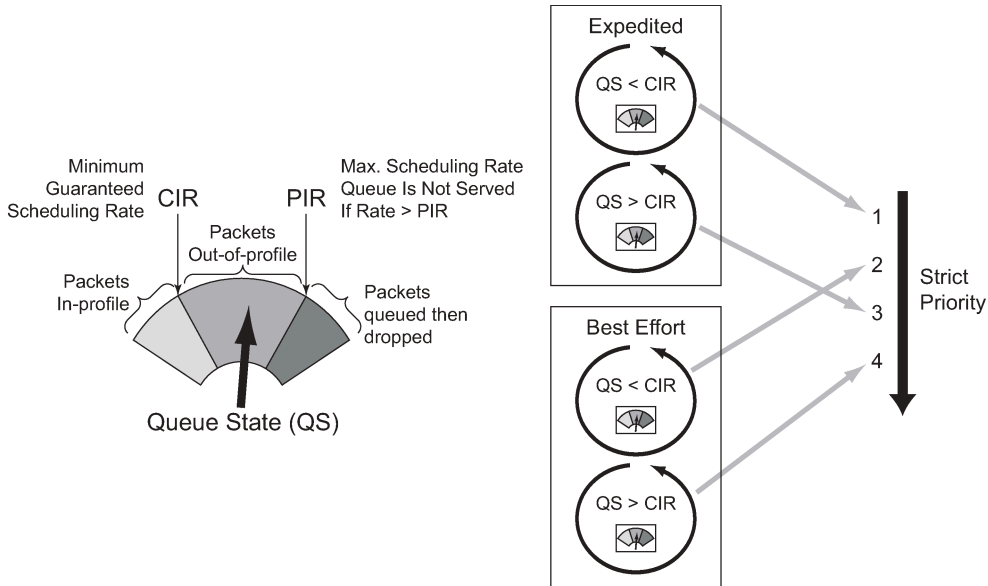 Minimum
Guaranteed
Scheduling Rate
CIR
PIR
Max. Scheduling Rate
Queue Is Not Served
If Rate > PIR
Packets
Out-of-profile
Packets
In-profile
Packets
queued then
dropped
Queue State (QS)
Expedited
QS < CIR
QS > CIR
Best Effort
QS < CIR
QS > CIR
1
2
3
4
Strict
Priority